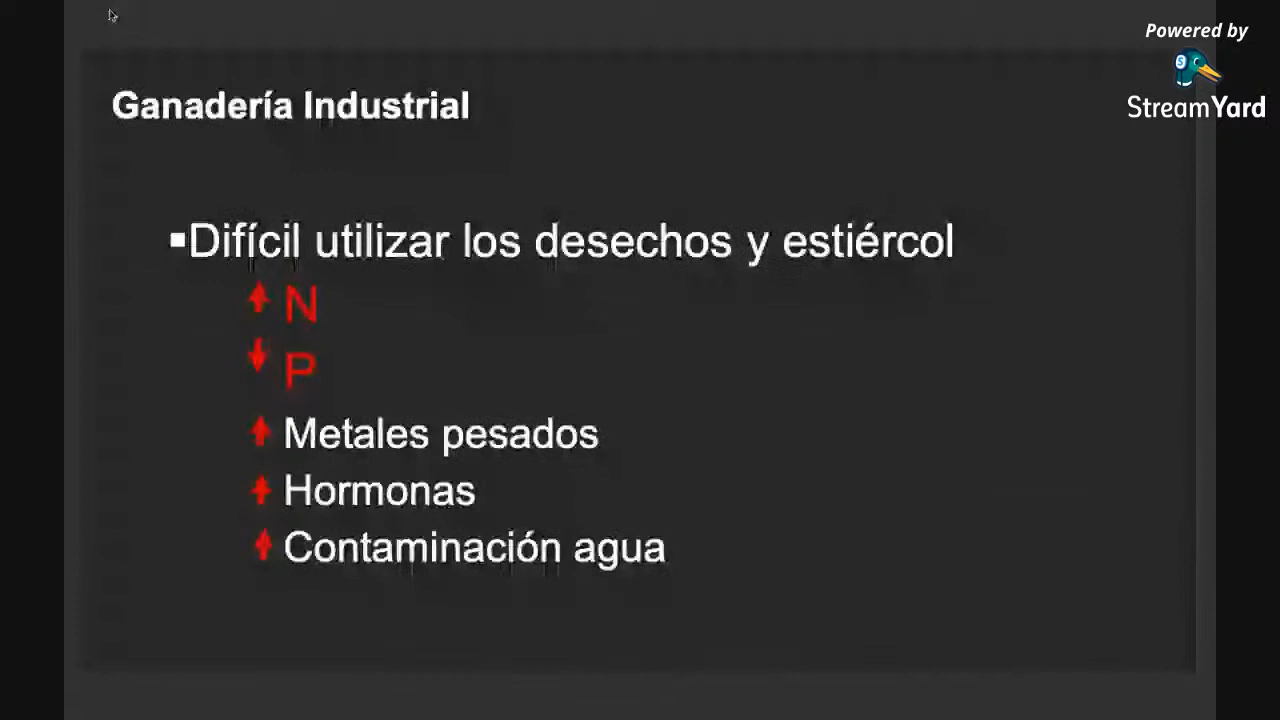 Powered by
StreamYard
Ganadería Industrial
▪Difícil utilizar los desechos y estiércol
↑ N
↓ P
↑ Metales pesados
↑ Hormonas
↑ Contaminación agua